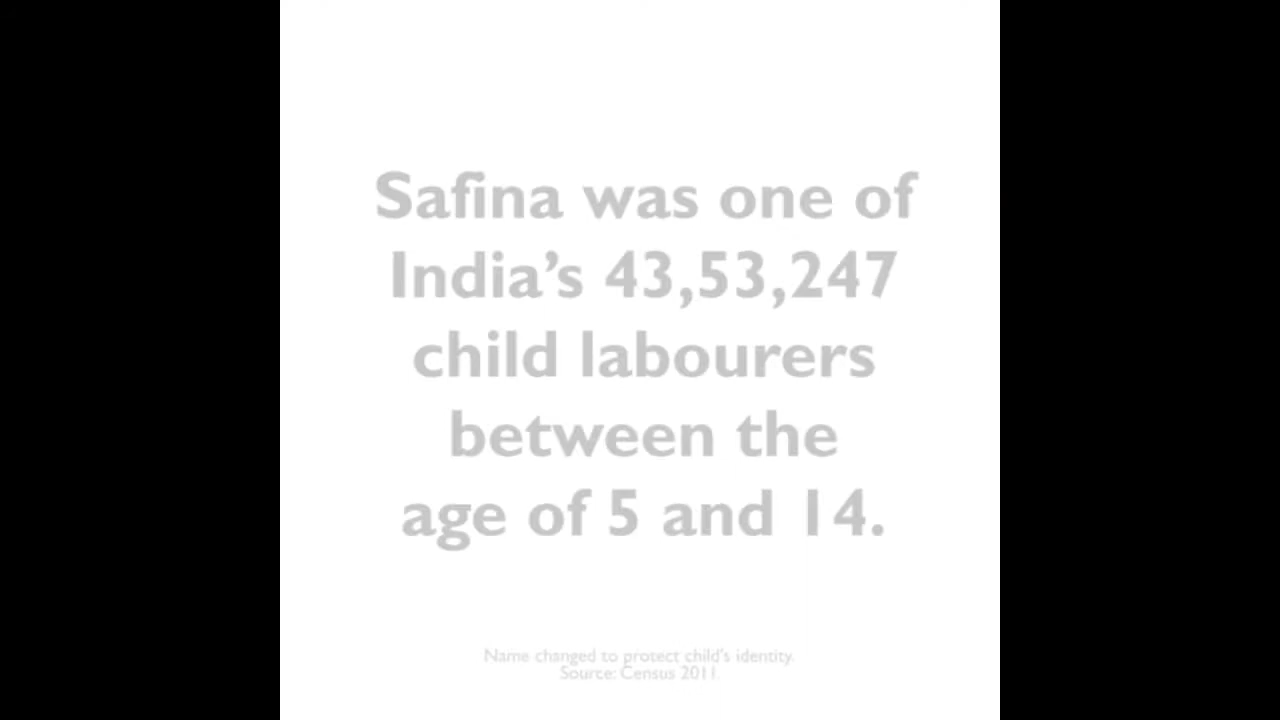 Safina was one of
India’s 43,53,247
child labourers
between the
age of 5 and 14.
Name changed to protect child's identity.
Source: Census 2011.